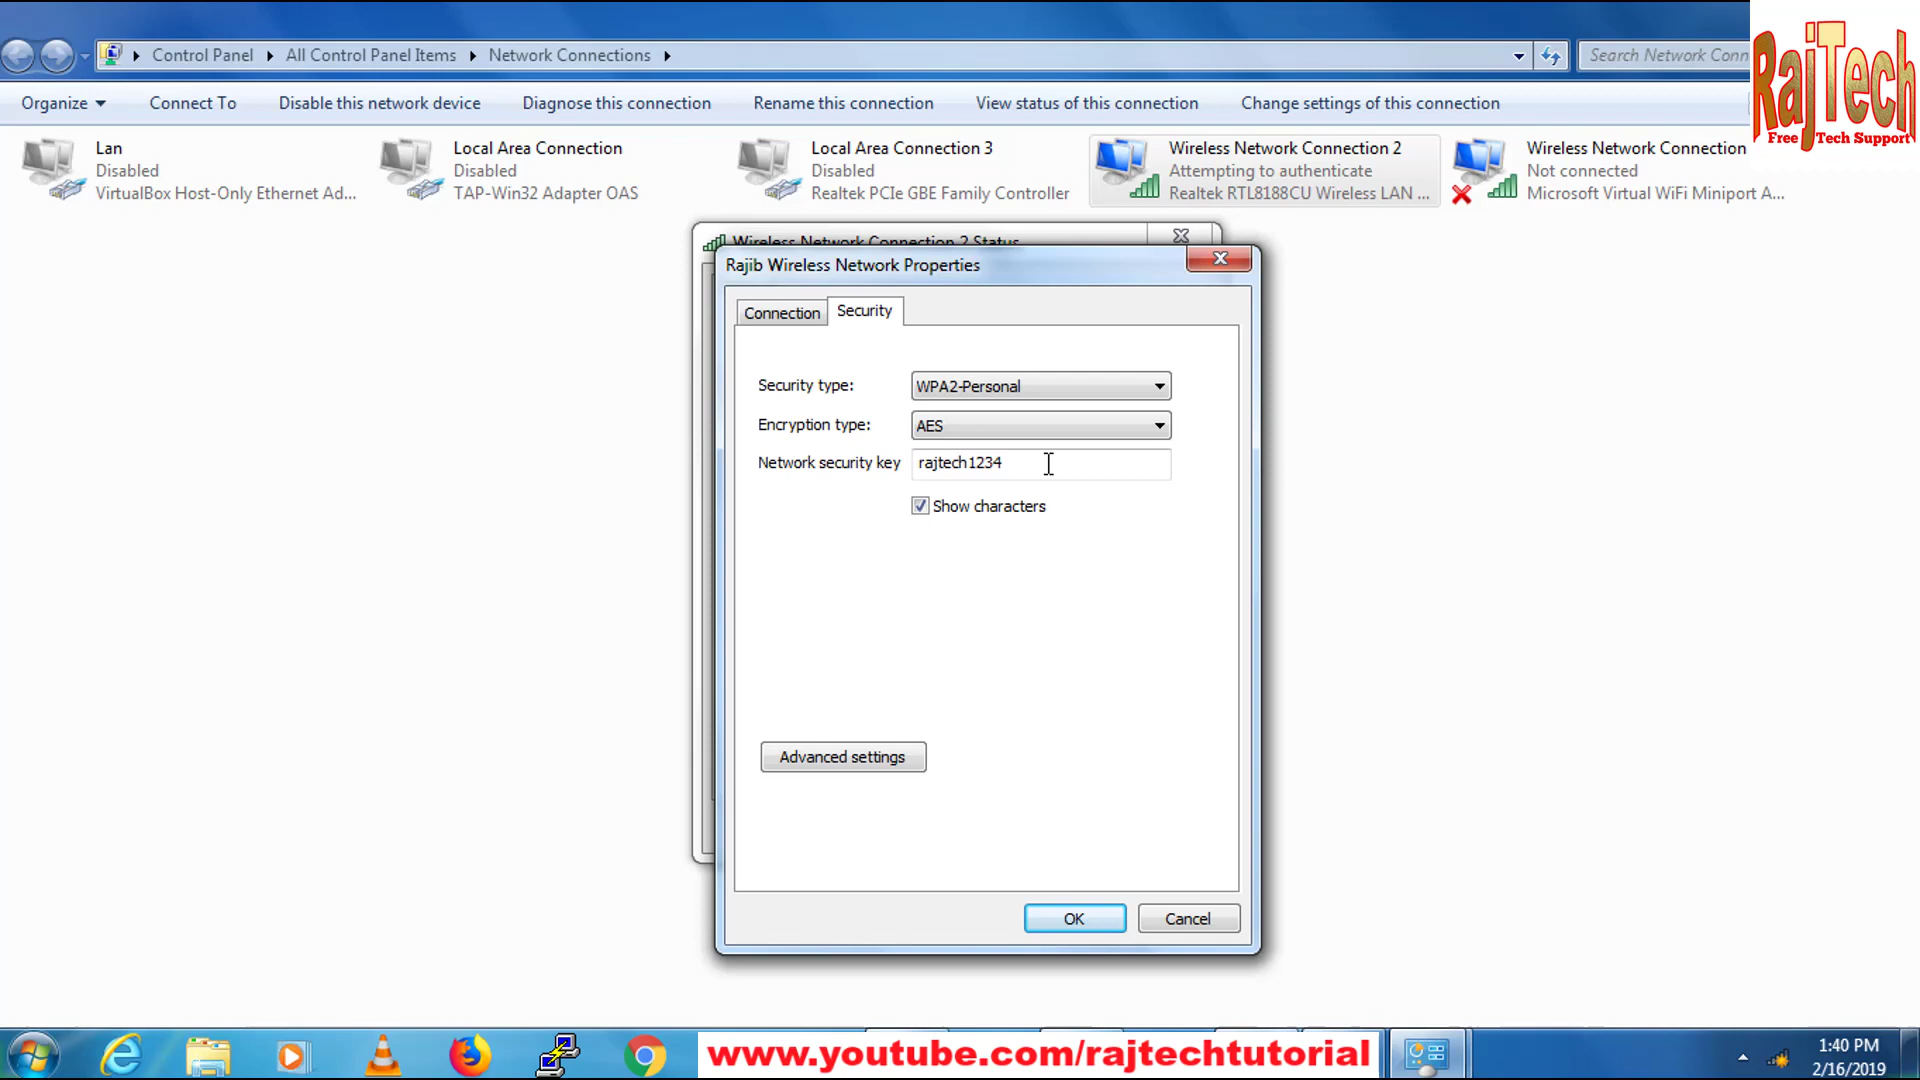 Control Panel All Control Panel Items Network Connections
Search Network Conn
RajTech
Free Tech Support
Organize Connect To Disable this network device Diagnose this connection Rename this connection View status of this connection Change settings of this connection
Lan
Disabled
VirtualBox Host-Only Ethernet Ad...
Local Area Connection
Disabled
TAP-Win32 Adapter OAS
Local Area Connection 3
Disabled
Realtek PCIe GBE Family Controller
Wireless Network Connection 2
Attempting to authenticate
Realtek RTL8188CU Wireless LAN ...
Wireless Network Connection
Not connected
Microsoft Virtual WiFi Miniport A...
Wireless Network Connection 2 Status
Rajib Wireless Network Properties
Connection Security
Security type: WPA2-Personal
Encryption type: AES
Network security key rajtech1234
Show characters
Advanced settings
OK Cancel
www.youtube.com/rajtechtutorial
1:40 PM
2/16/2019